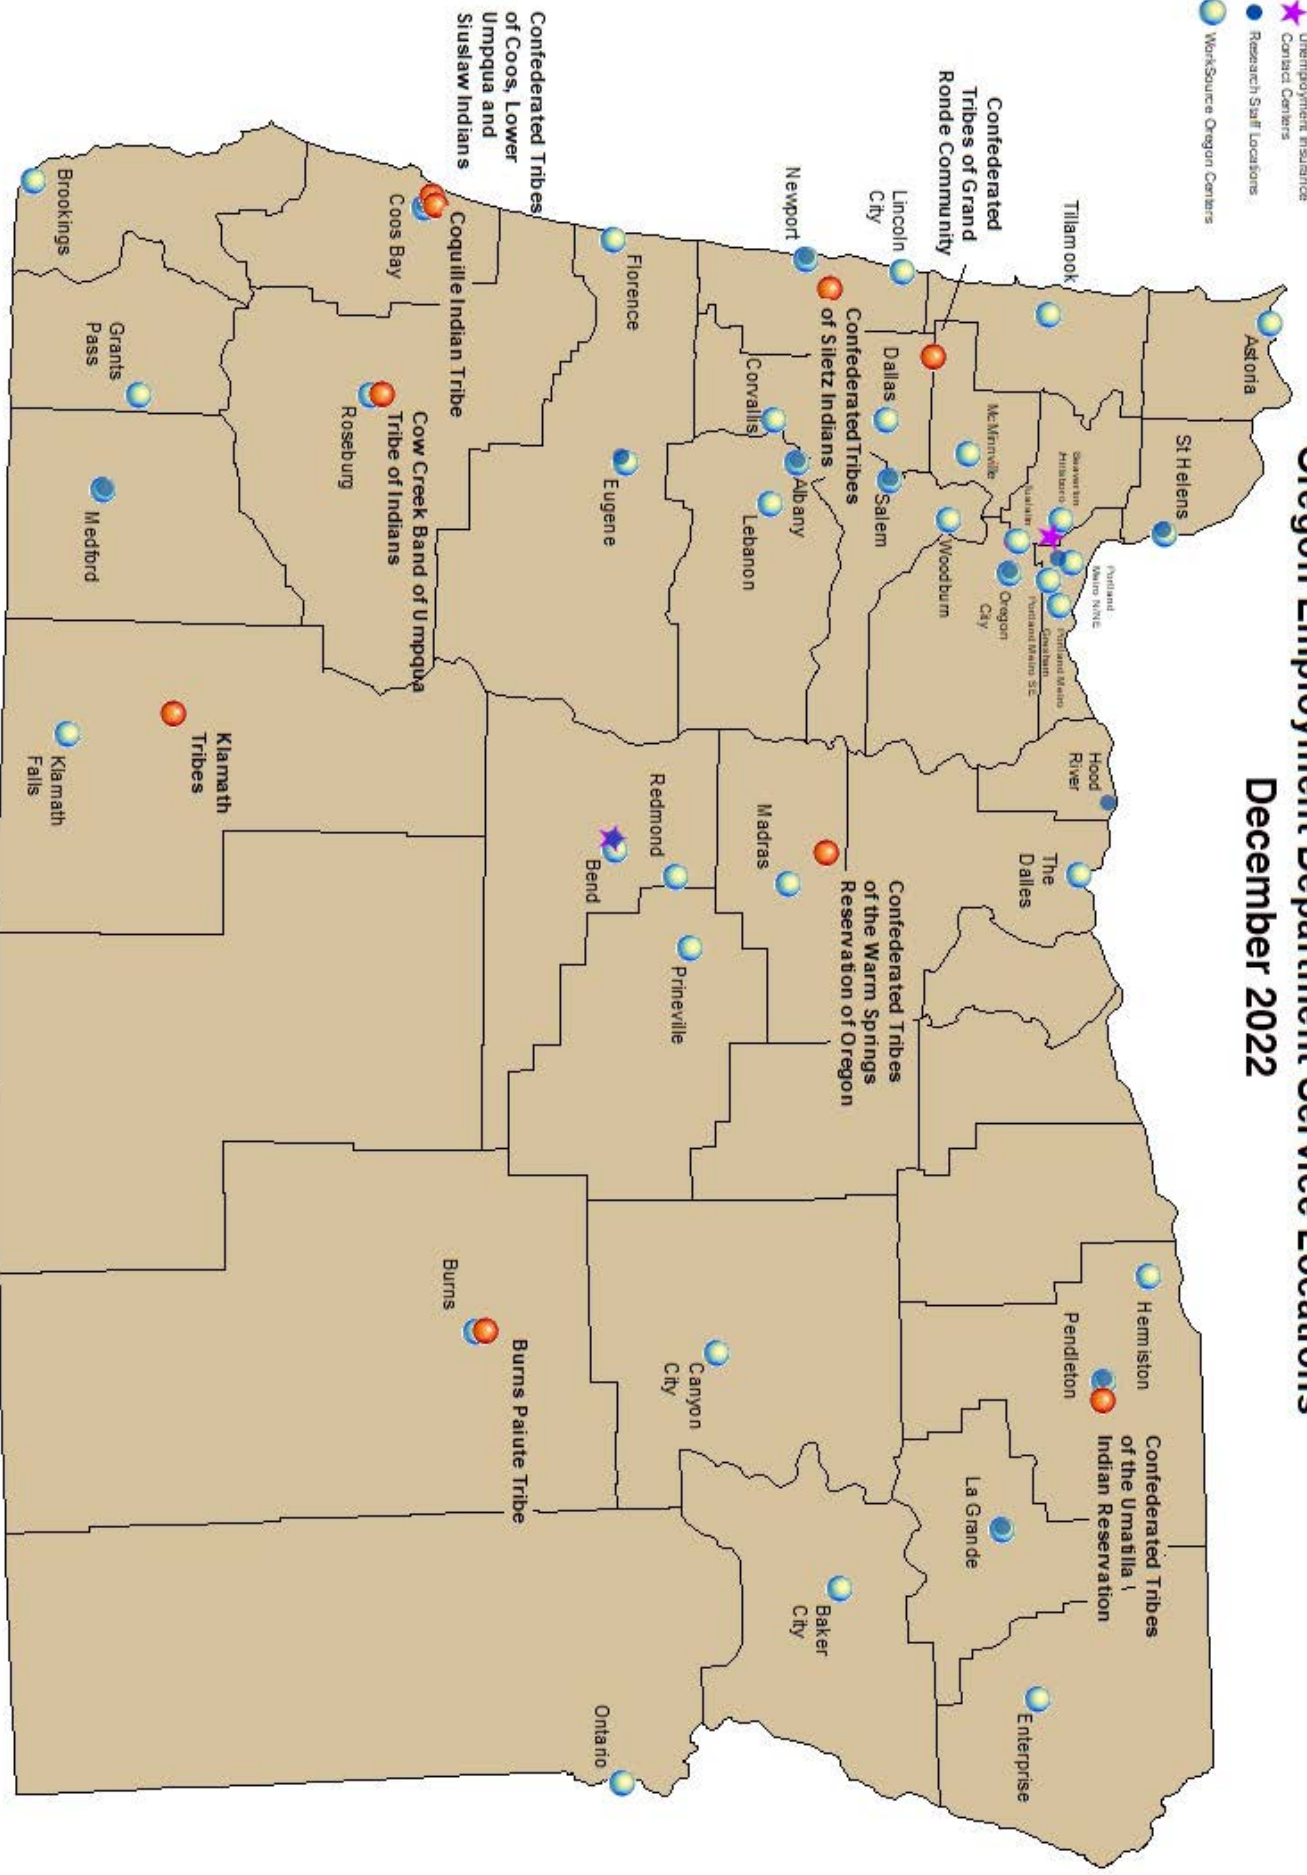 Oregon Employment Department Service Locations
December 2022
Unemployment Insurance
Contact Centers
Research Staff Locations
WorkSource Oregon Centers
Astoria
St Helens
Tillamook
Beaverton
Hillsboro
Tualatin
Portland
Metro N/NE
Portland Metro
Gresham
Portland Metro SE
Oregon
City
Hood
River
The
Dalles
Hermiston
Pendleton
Confederated Tribes
of the Umatilla
Indian Reservation
La Grande
Enterprise
Confederated
Tribes of Grand
Ronde Community
McMinnville
Woodburn
Lincoln
City
Dallas
Salem
Newport
Confederated Tribes
of Siletz Indians
Corvallis
Albany
Lebanon
Madras
Confederated Tribes
of the Warm Springs
Reservation of Oregon
Redmond
Prineville
Bend
Canyon
City
Baker
City
Ontario
Florence
Eugene
Confederated Tribes
of Coos, Lower
Umpqua and
Siuslaw Indians
Coquille Indian Tribe
Coos Bay
Cow Creek Band of Umpqua
Tribe of Indians
Roseburg
Burns Paiute Tribe
Burns
Klamath
Tribes
Klamath
Falls
Grants
Pass
Medford
Brookings